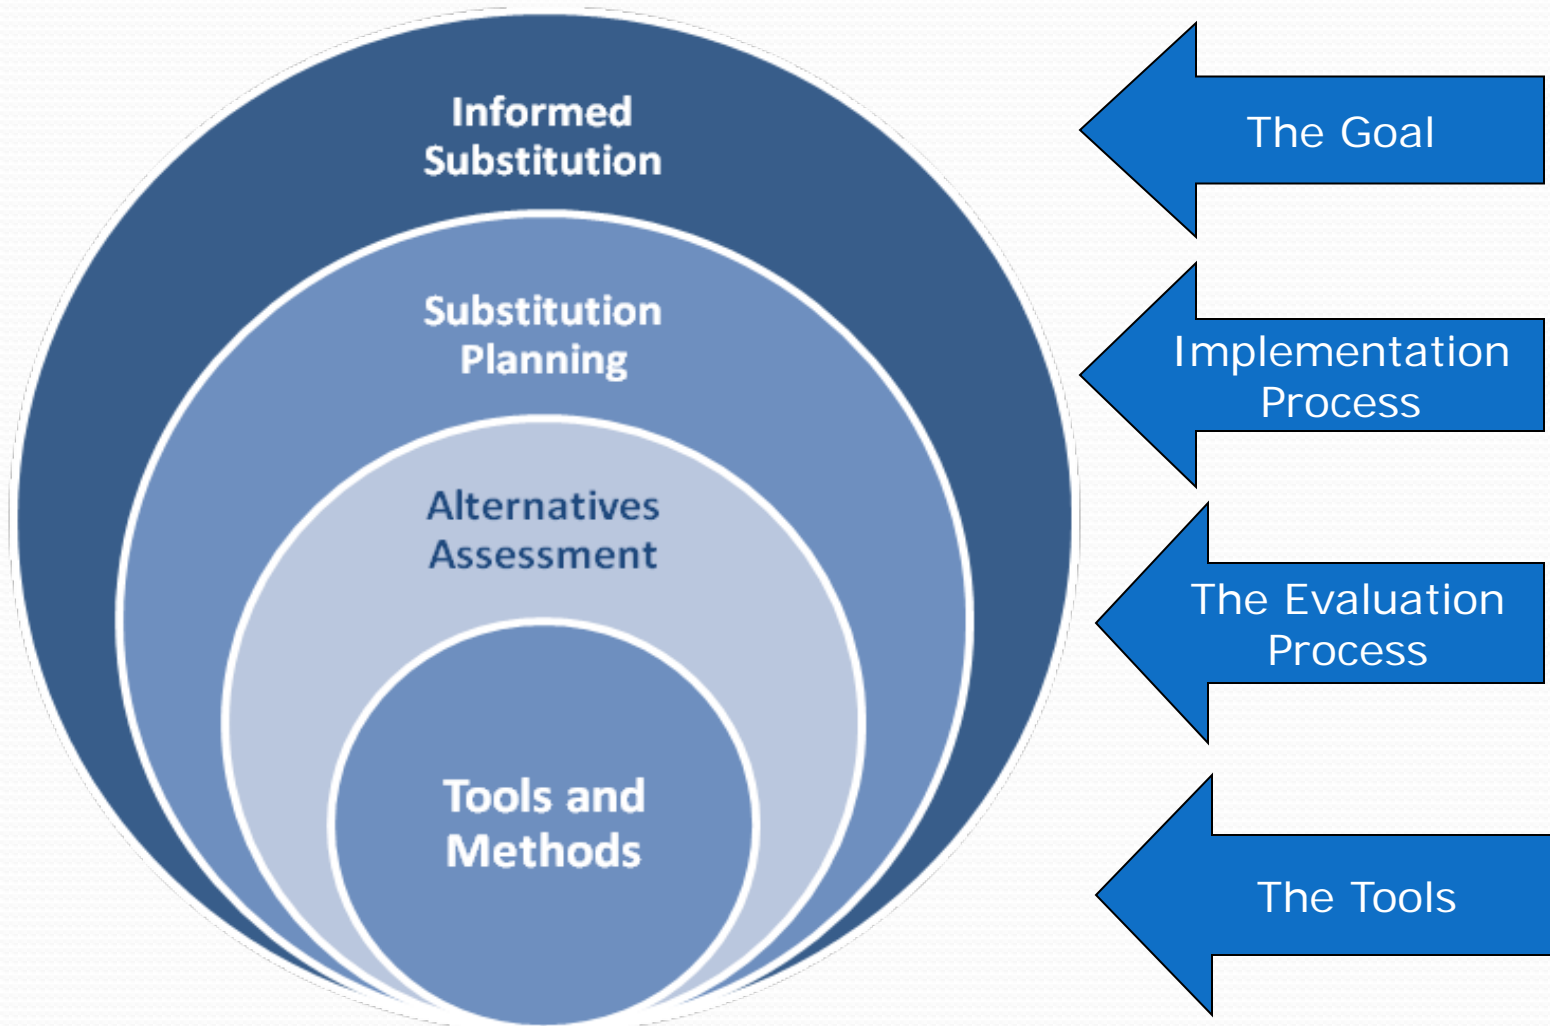 Informed
Substitution
The Goal
Substitution
Planning
Implementation
Process
Alternatives
Assessment
The Evaluation
Process
Tools and
Methods
The Tools